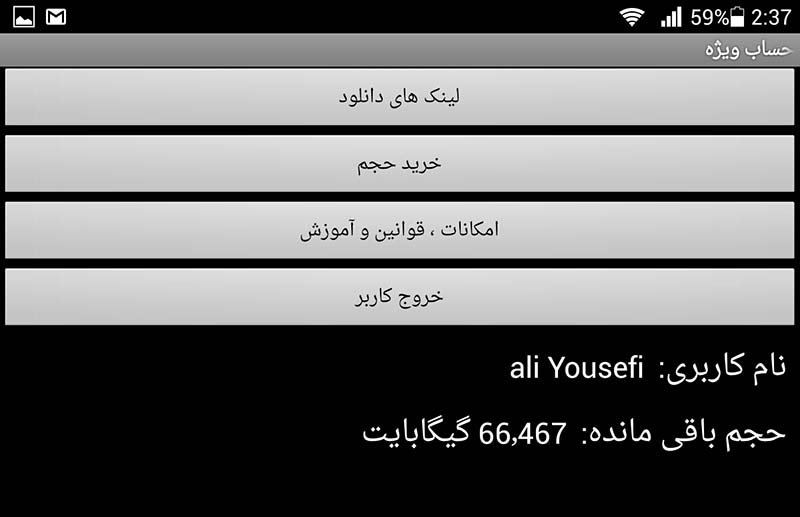 59% 2:37
حساب ویژه
لینک های دانلود
خرید حجم
امکانات ، قوانین و آموزش
خروج کاربر
نام کاربری: ali Yousefi
حجم باقی مانده: 66,467 گیگابایت